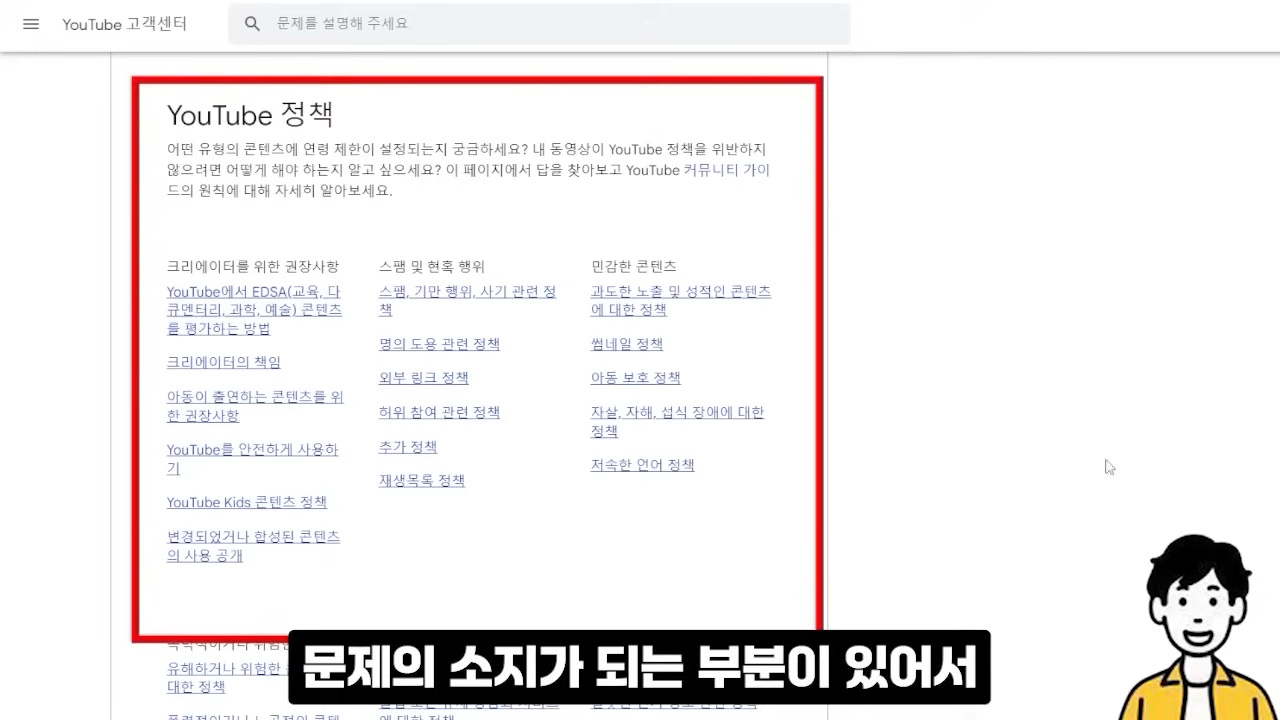 YouTube 고객센터
문제를 설명해 주세요.
YouTube 정책
어떤 유형의 콘텐츠에 연령 제한이 설정되는지 궁금하세요? 내 동영상이 YouTube 정책을 위반하지
않으려면 어떻게 해야 하는지 알고 싶으세요? 이 페이지에서 답을 찾아보고 YouTube 커뮤니티 가이
드의 원칙에 대해 자세히 알아보세요.
크리에이터를 위한 권장사항
YouTube에서 EDSA(교육, 다
큐멘터리, 과학, 예술) 콘텐츠
를 평가하는 방법
크리에이터의 책임
아동이 출연하는 콘텐츠를 위
한 권장사항
YouTube를 안전하게 사용하
기
YouTube Kids 콘텐츠 정책
변경되었거나 합성된 콘텐츠
의 사용 공개
스팸 및 현혹 행위
스팸, 기만 행위, 사기 관련 정
책
명의 도용 관련 정책
외부 링크 정책
허위 참여 관련 정책
추가 정책
재생목록 정책
민감한 콘텐츠
과도한 노출 및 성적인 콘텐츠
에 대한 정책
썸네일 정책
아동 보호 정책
자살, 자해, 섭식 장애에 대한
정책
저속한 언어 정책
유해하거나 위험한
대한 정책
문제의 소지가 되는 부분이 있어서